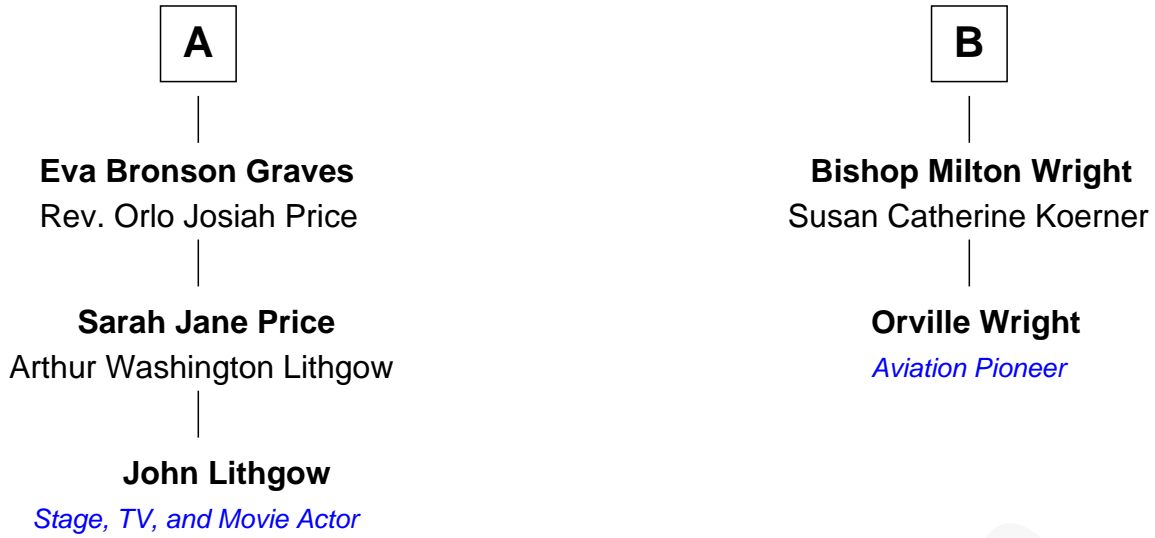 A
Eva Bronson Graves
Rev. Orlo Josiah Price
Sarah Jane Price
Arthur Washington Lithgow
John Lithgow
Stage, TV, and Movie Actor
B
Bishop Milton Wright
Susan Catherine Koerner
Orville Wright
Aviation Pioneer